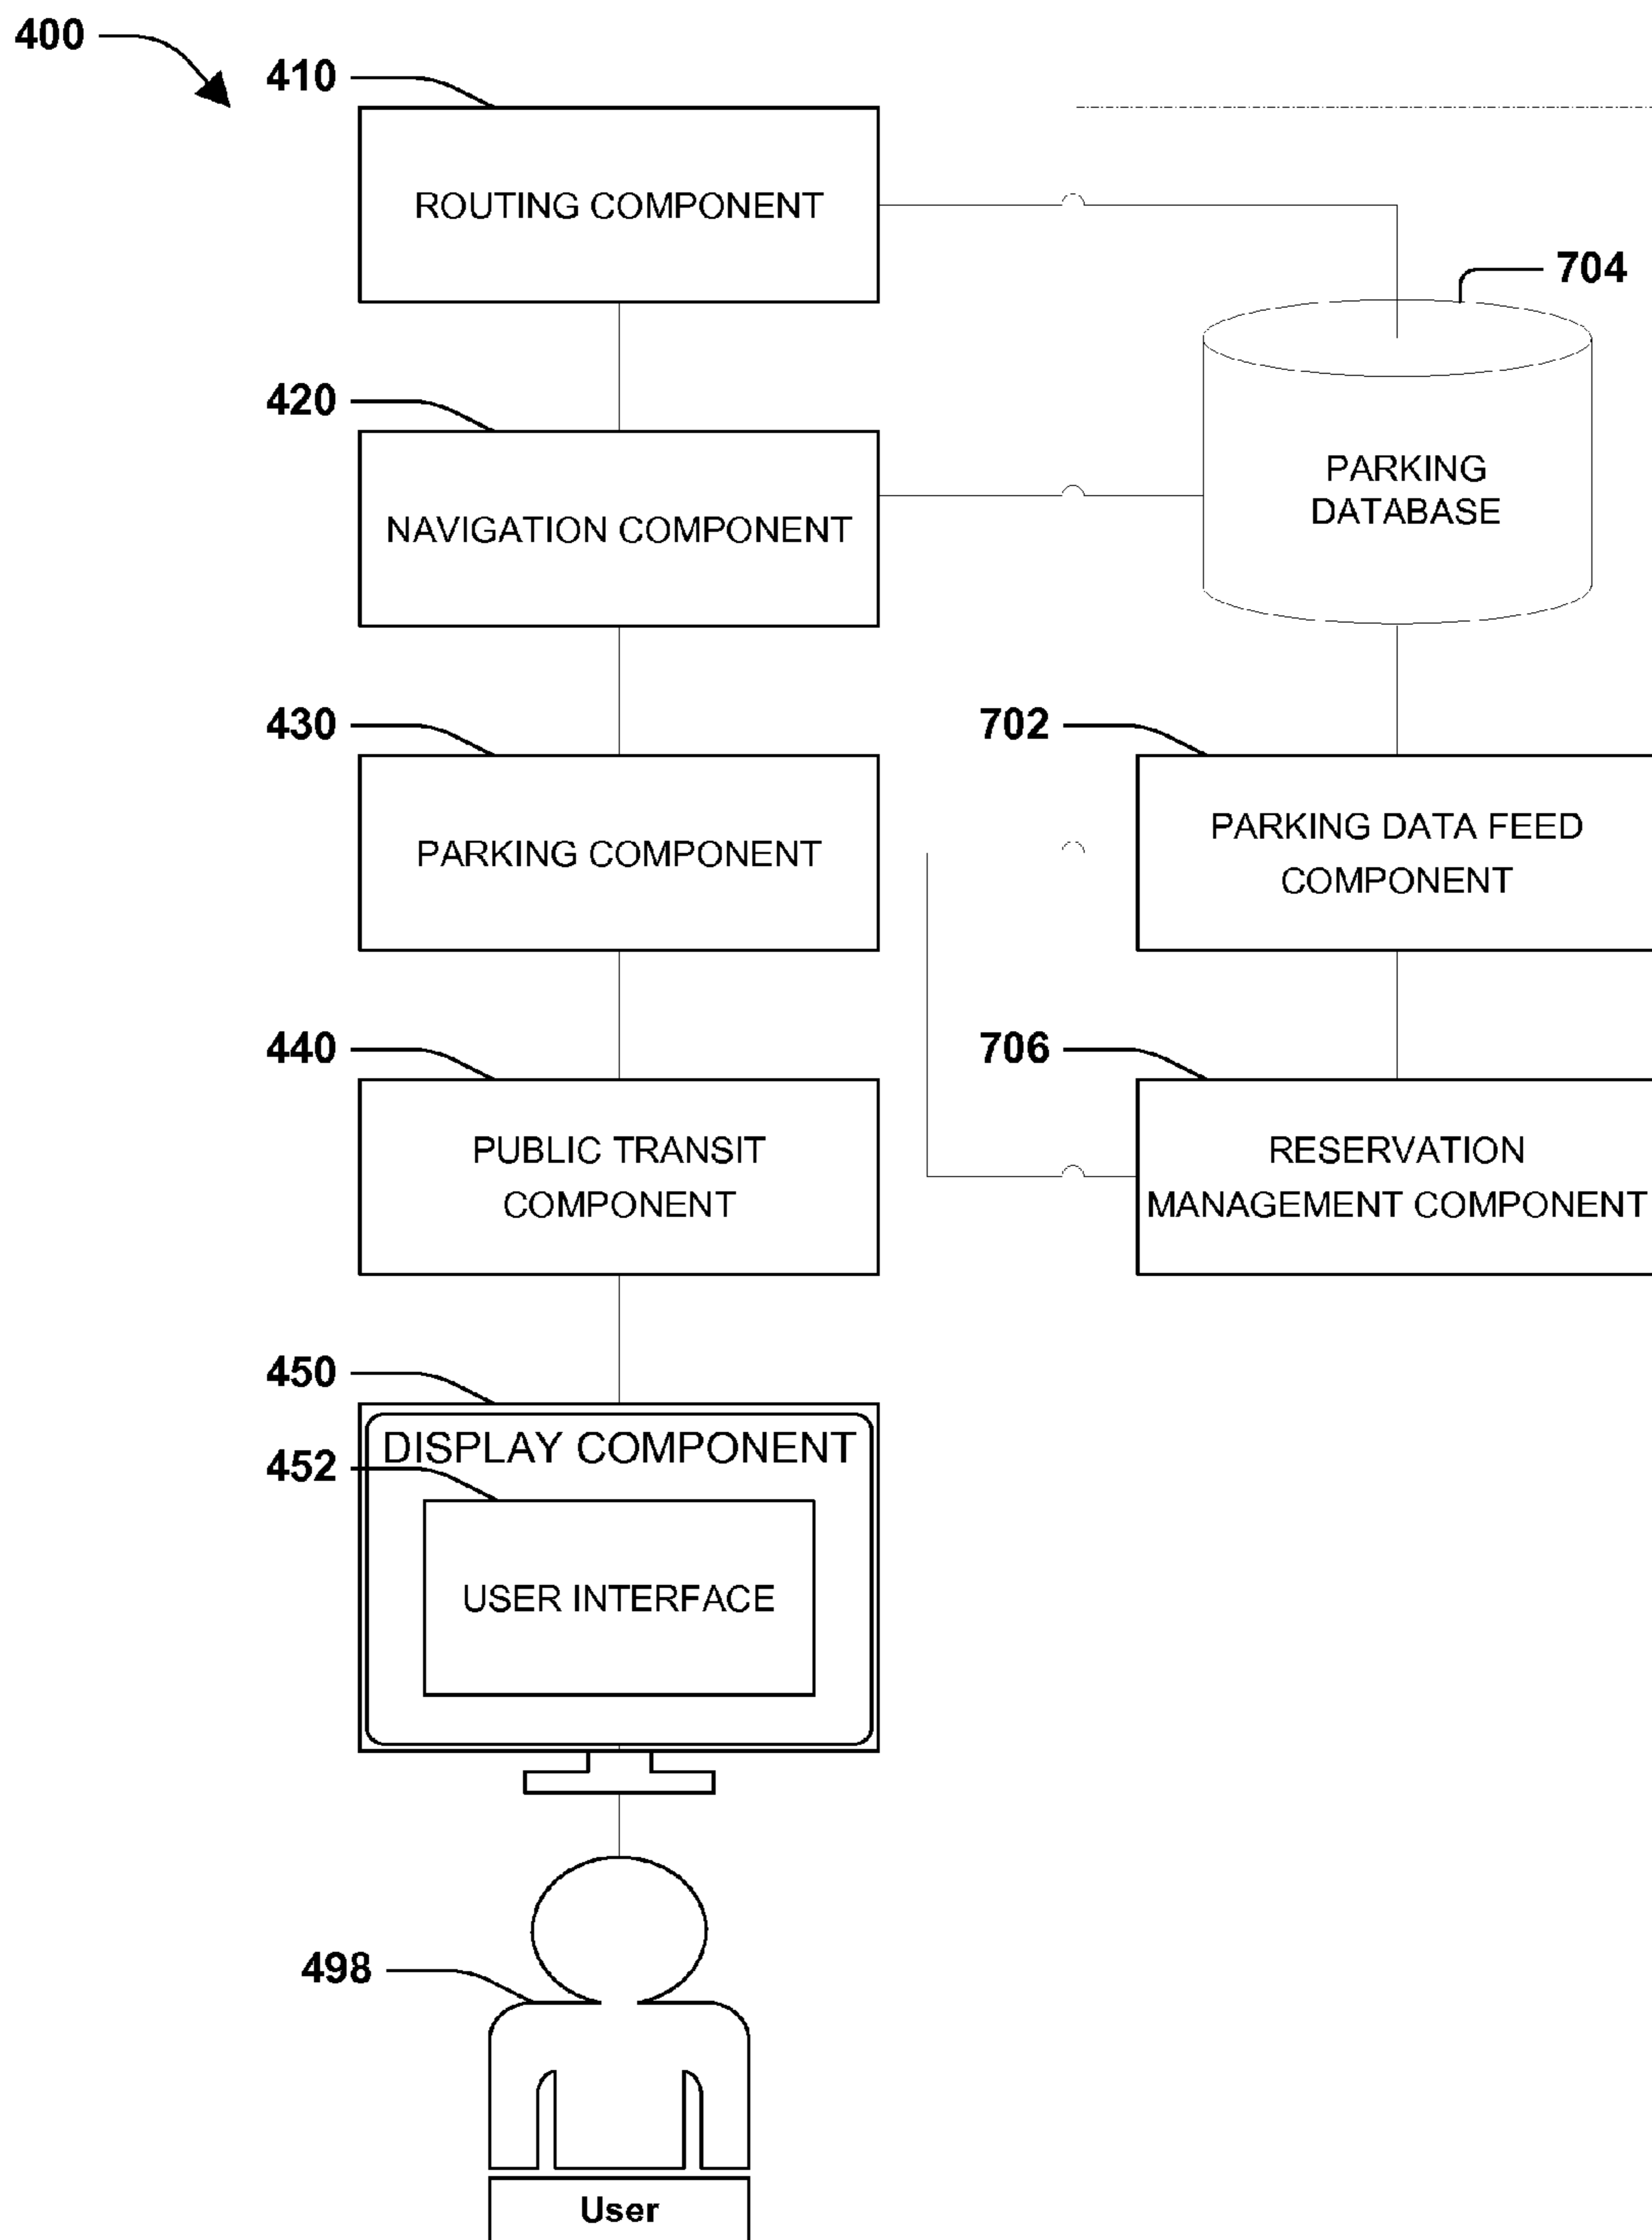 400
410
ROUTING COMPONENT
704
420
NAVIGATION COMPONENT
PARKING
DATABASE
430
PARKING COMPONENT
702
PARKING DATA FEED
COMPONENT
440
PUBLIC TRANSIT
COMPONENT
706
RESERVATION
MANAGEMENT COMPONENT
450
DISPLAY COMPONENT
452
USER INTERFACE
498
User